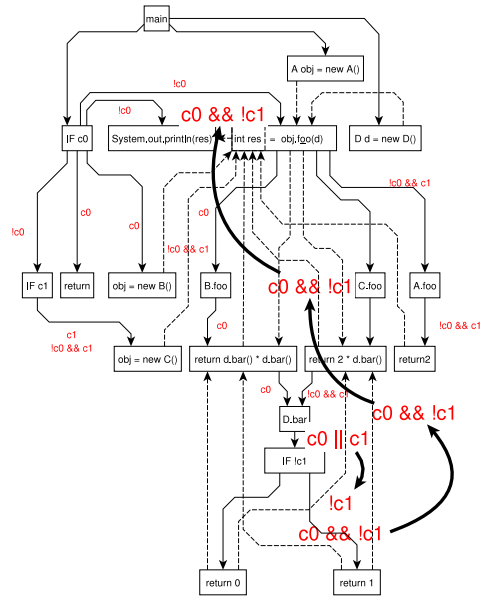 main
A obj = new A()
!c0
!c0
c0 && !c1
IF c0
System,out,println(res)
int res = obj,foo(d)
D d = new D()
!c0 && c1
!c0
c0
c0
c0
!c0 && c1
IF c1
return
obj = new B()
B.foo
c0 && !c1
C.foo
A.foo
c1
!c0 && c1
c0
!c0 && c1
obj = new C()
return d.bar() * d.bar()
return 2 * d.bar()
return2
c0
!c0 && c1
c0 && !c1
D.bar
c0 || c1
IF !c1
!c1
c0 && !c1
return 0
return 1